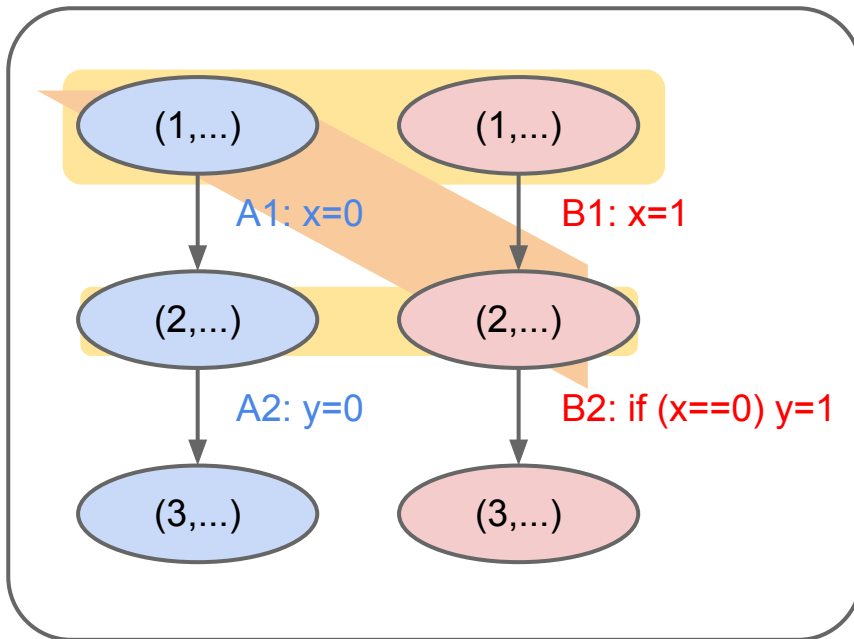 (1,...) (1,...)
A1: x=0 B1: x=1
(2,...) (2,...)
A2: y=0 B2: if (x==0) y=1
(3,...) (3,...)